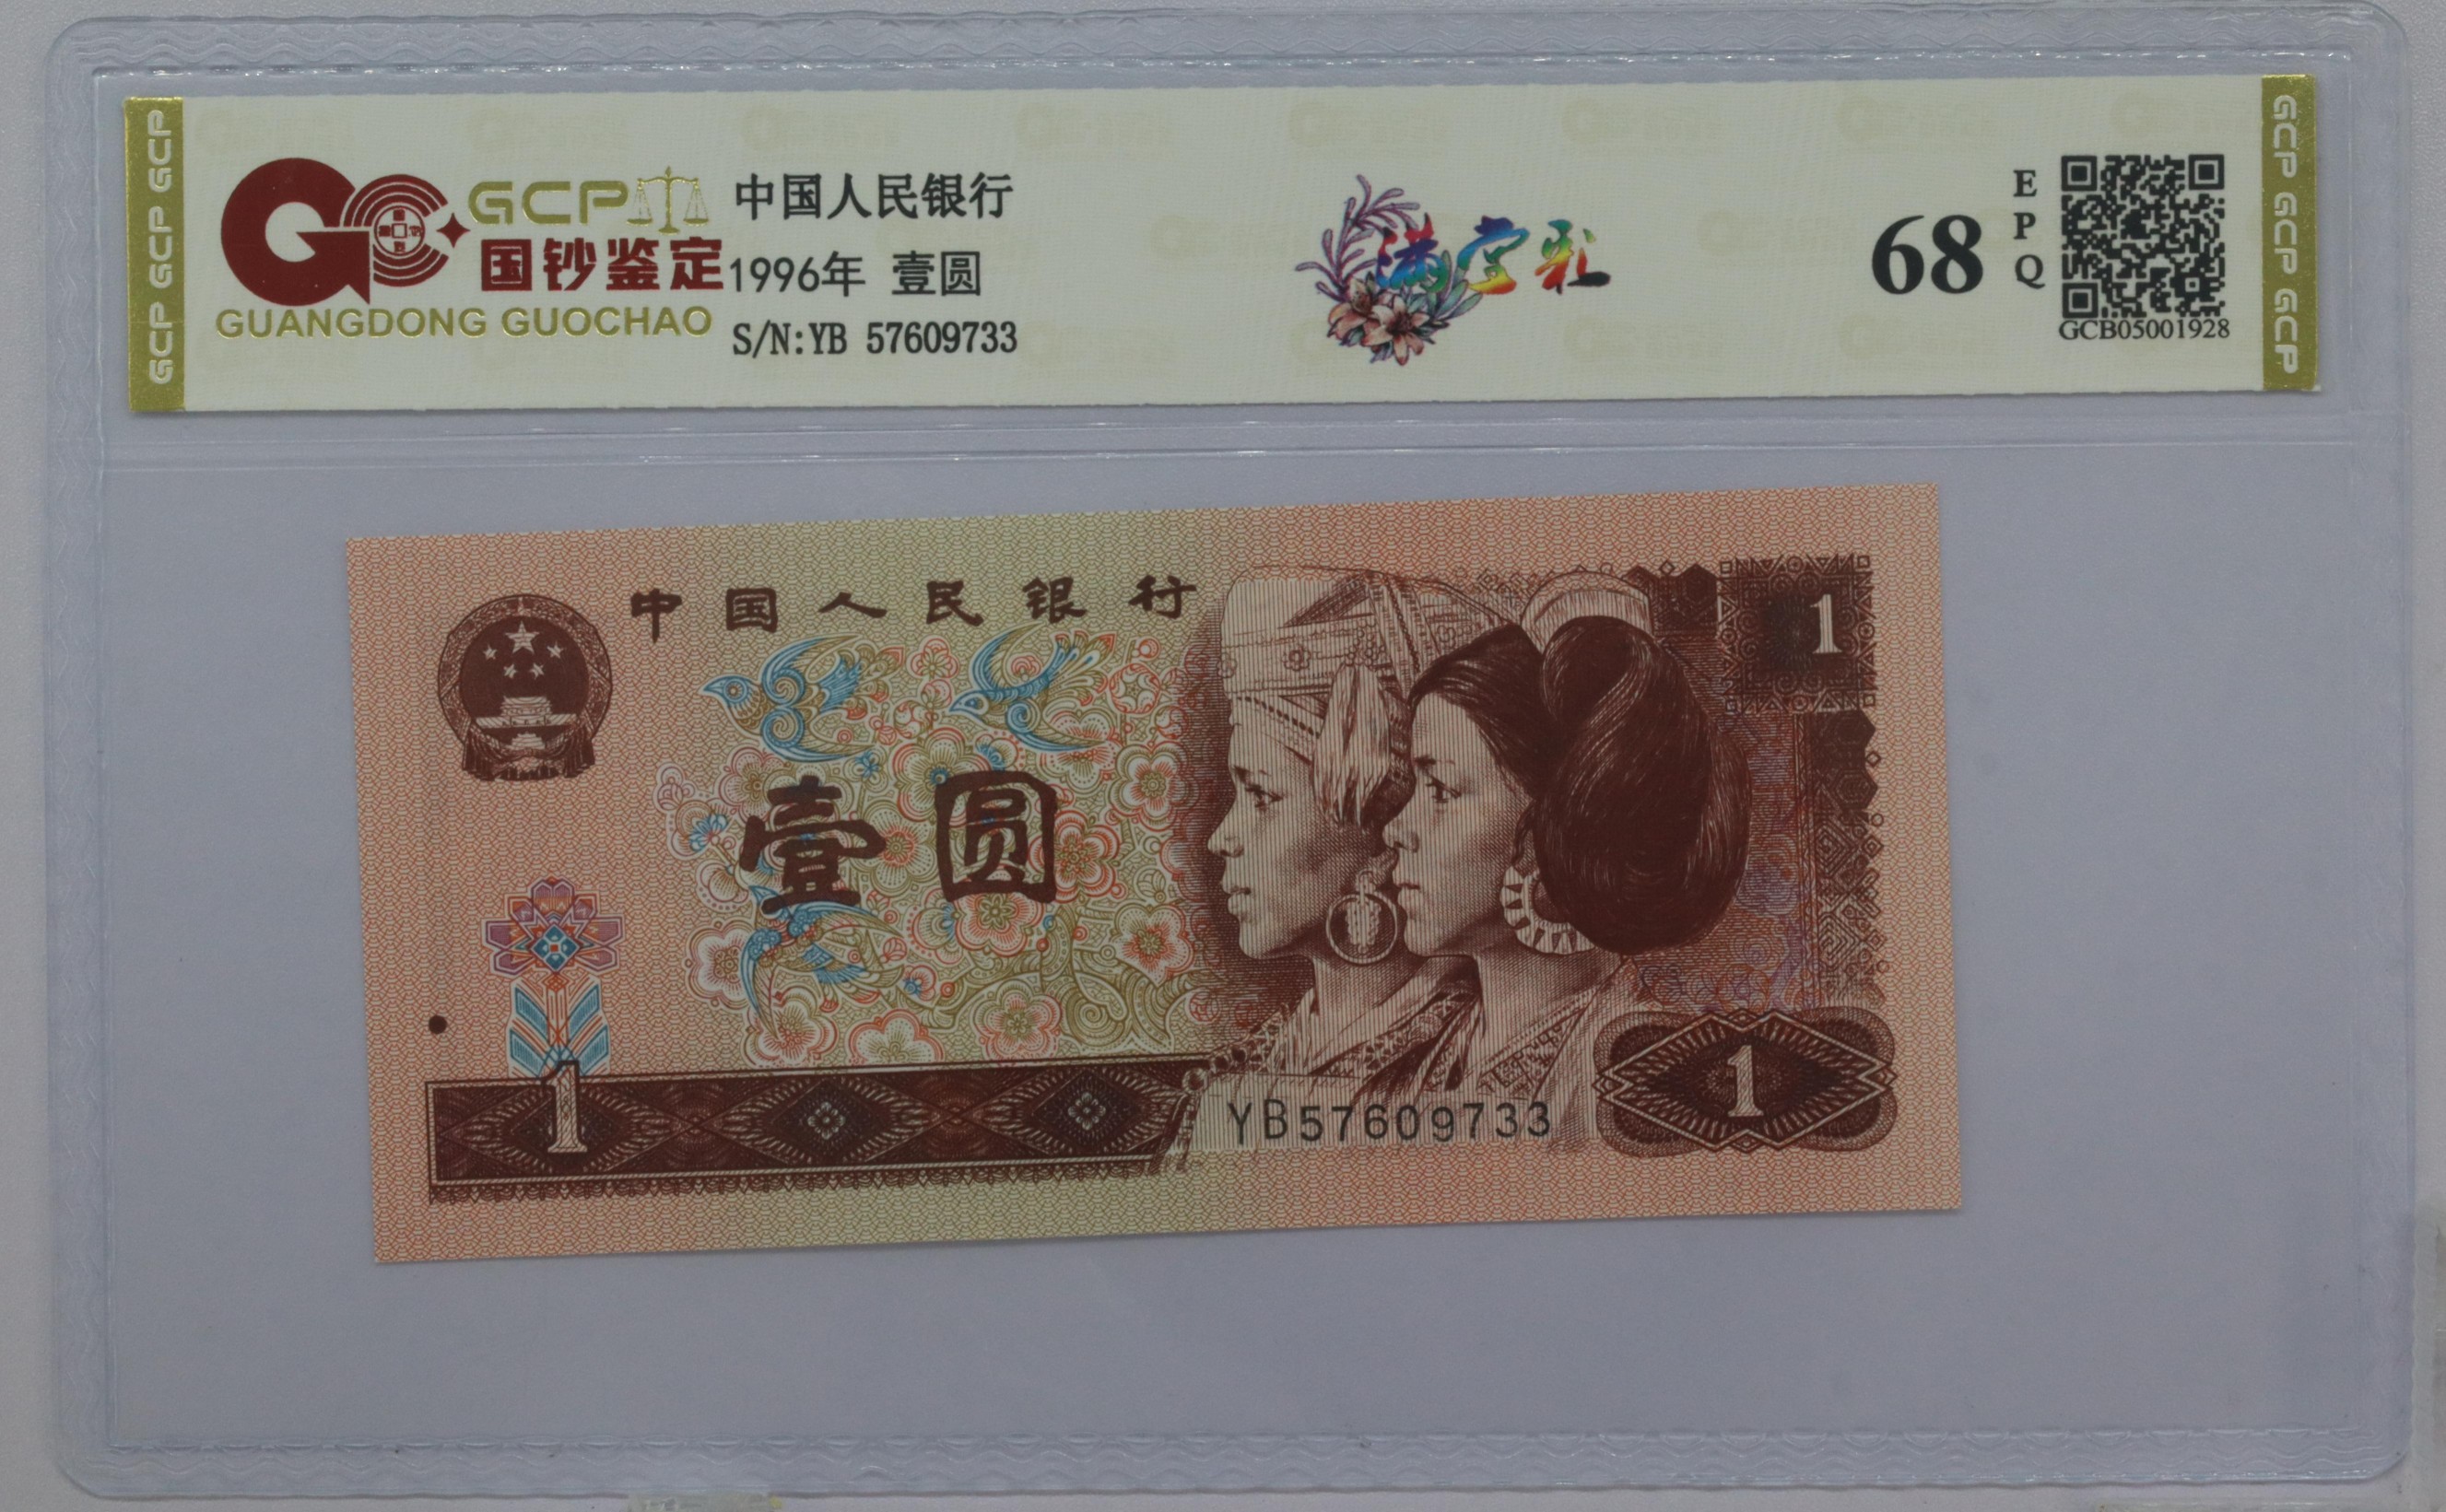 GCP GCP GCP
GCP
国钞鉴定
GUANGDONG GUOCHAO
中国人民银行
1996年 壹圆
S/N:YB 57609733
满堂彩
68
EPQ
GCB05001928
GCP GCP GCP
中国人民银行
1
壹圆
1
YB57609733
1